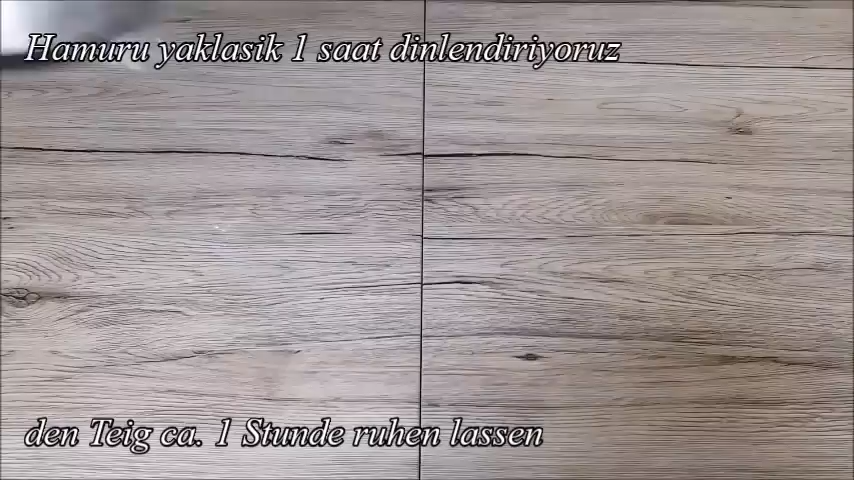 Hamuru yaklasik 1 saat dinlendiriyoruz
den Teig ca. 1 Stunde ruhen lassen